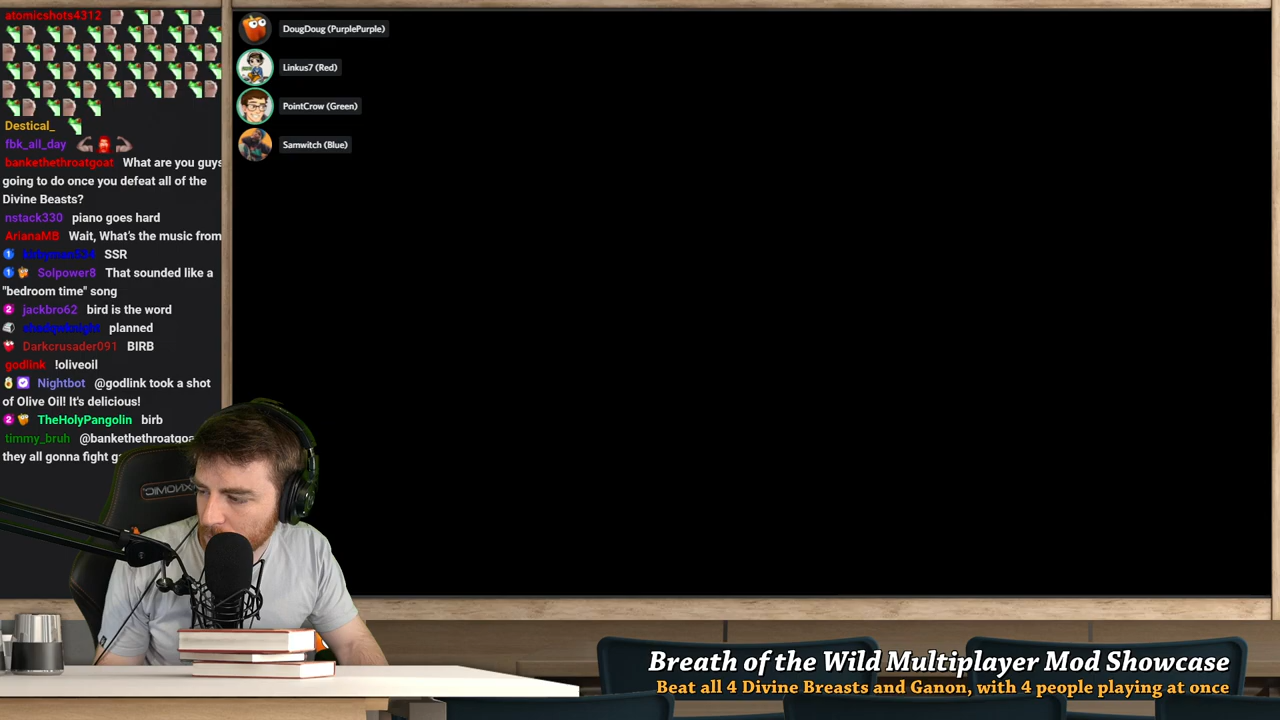 atomicshots4312
Destical_
fbk_all_day
bankethethroatgoat What are you guys
going to do once you defeat all of the
Divine Beasts?
nstack330 piano goes hard
ArianaMB Wait, What's the music from
SSR
Solpower8 That sounded like a
"bedroom time" song
jackbro62 bird is the word
planned
Darkcrusader091 BIRB
godlink !oliveoil
Nightbot @godlink took a shot
of Olive Oil! It's delicious!
TheHolyPangolin birb
timmy_bruh @bankethethroatgoa
they all gonna fight
DougDoug (PurplePurple)
Linkus7 (Red)
PointCrow (Green)
Samwitch (Blue)
Breath of the Wild Multiplayer Mod Showcase
Beat all 4 Divine Breasts and Ganon, with 4 people playing at once